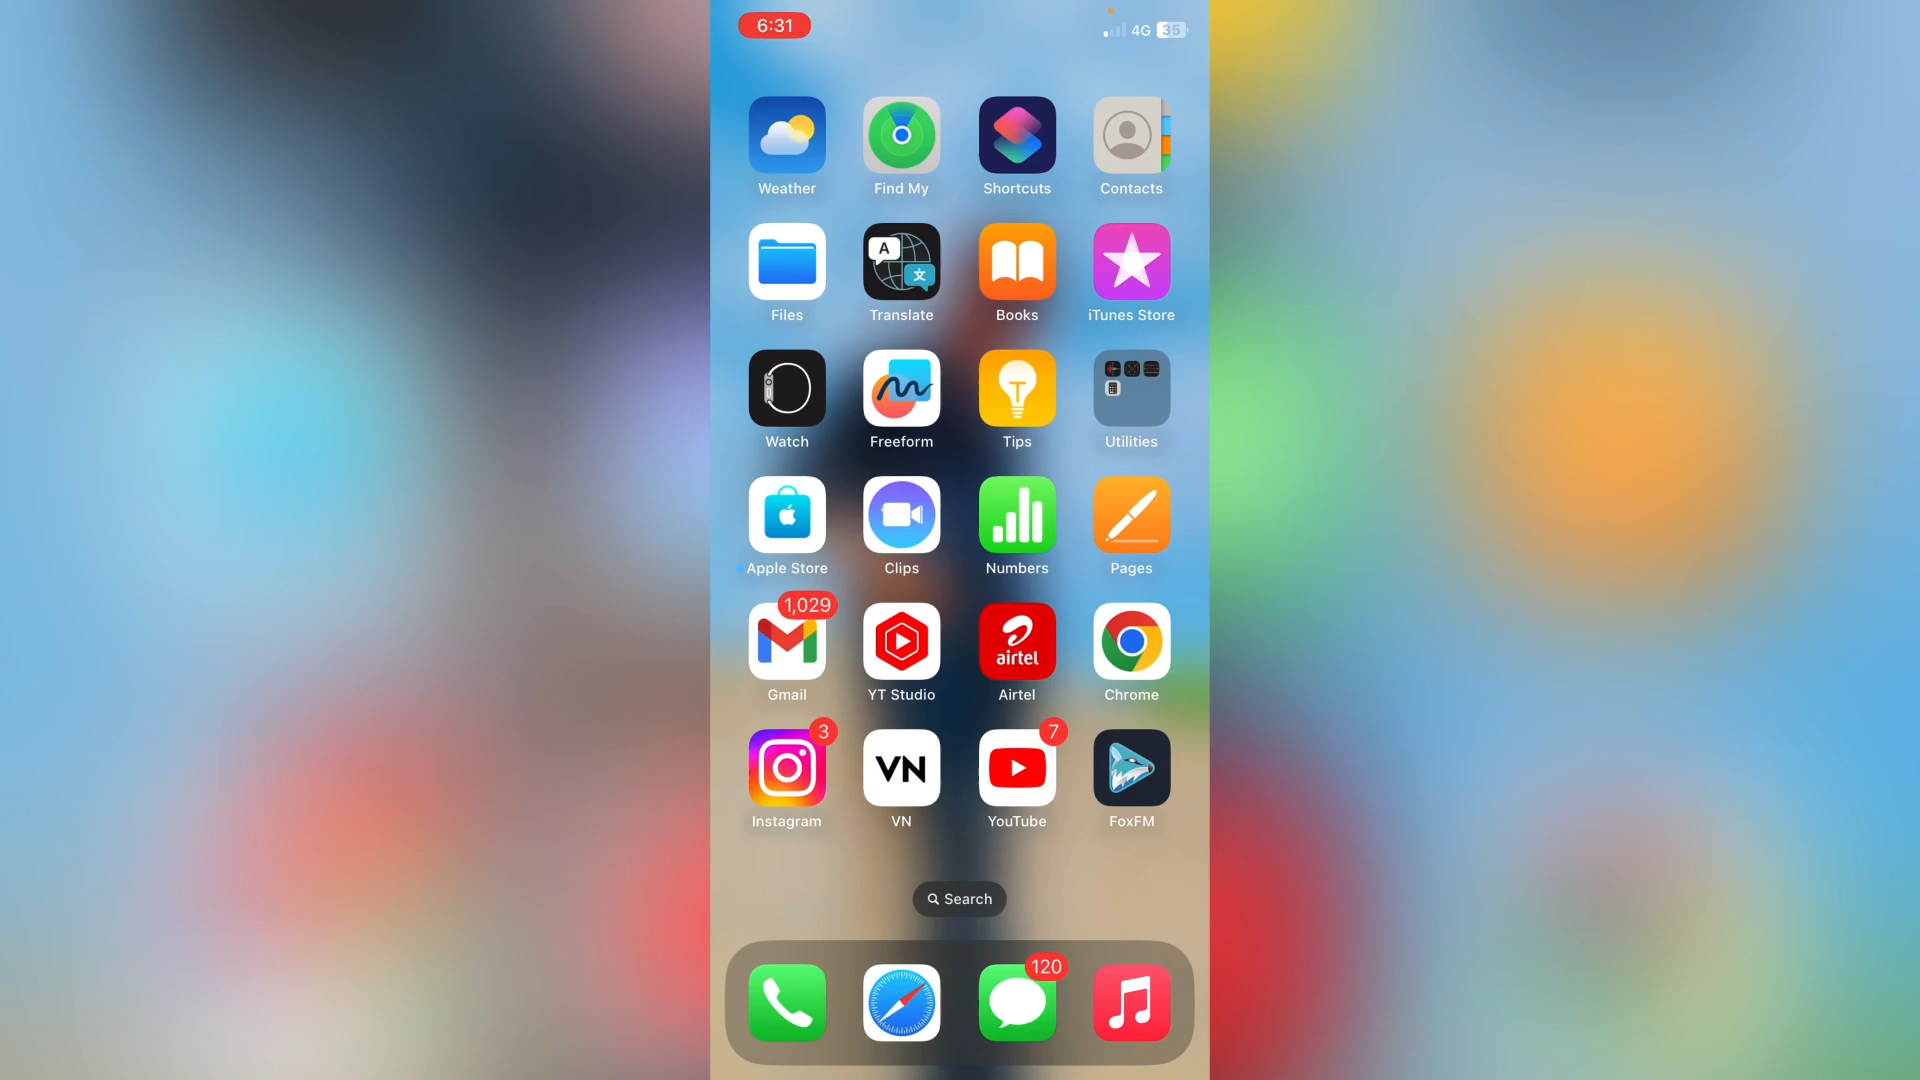 6:31
4G 35
Weather Find My Shortcuts Contacts
A 文
Files Translate Books iTunes Store
Watch Freeform Tips Utilities
Apple Store Clips Numbers Pages
1,029
airtel
Gmail YT Studio Airtel Chrome
3 7
VN
Instagram VN YouTube FoxFM
Search
120